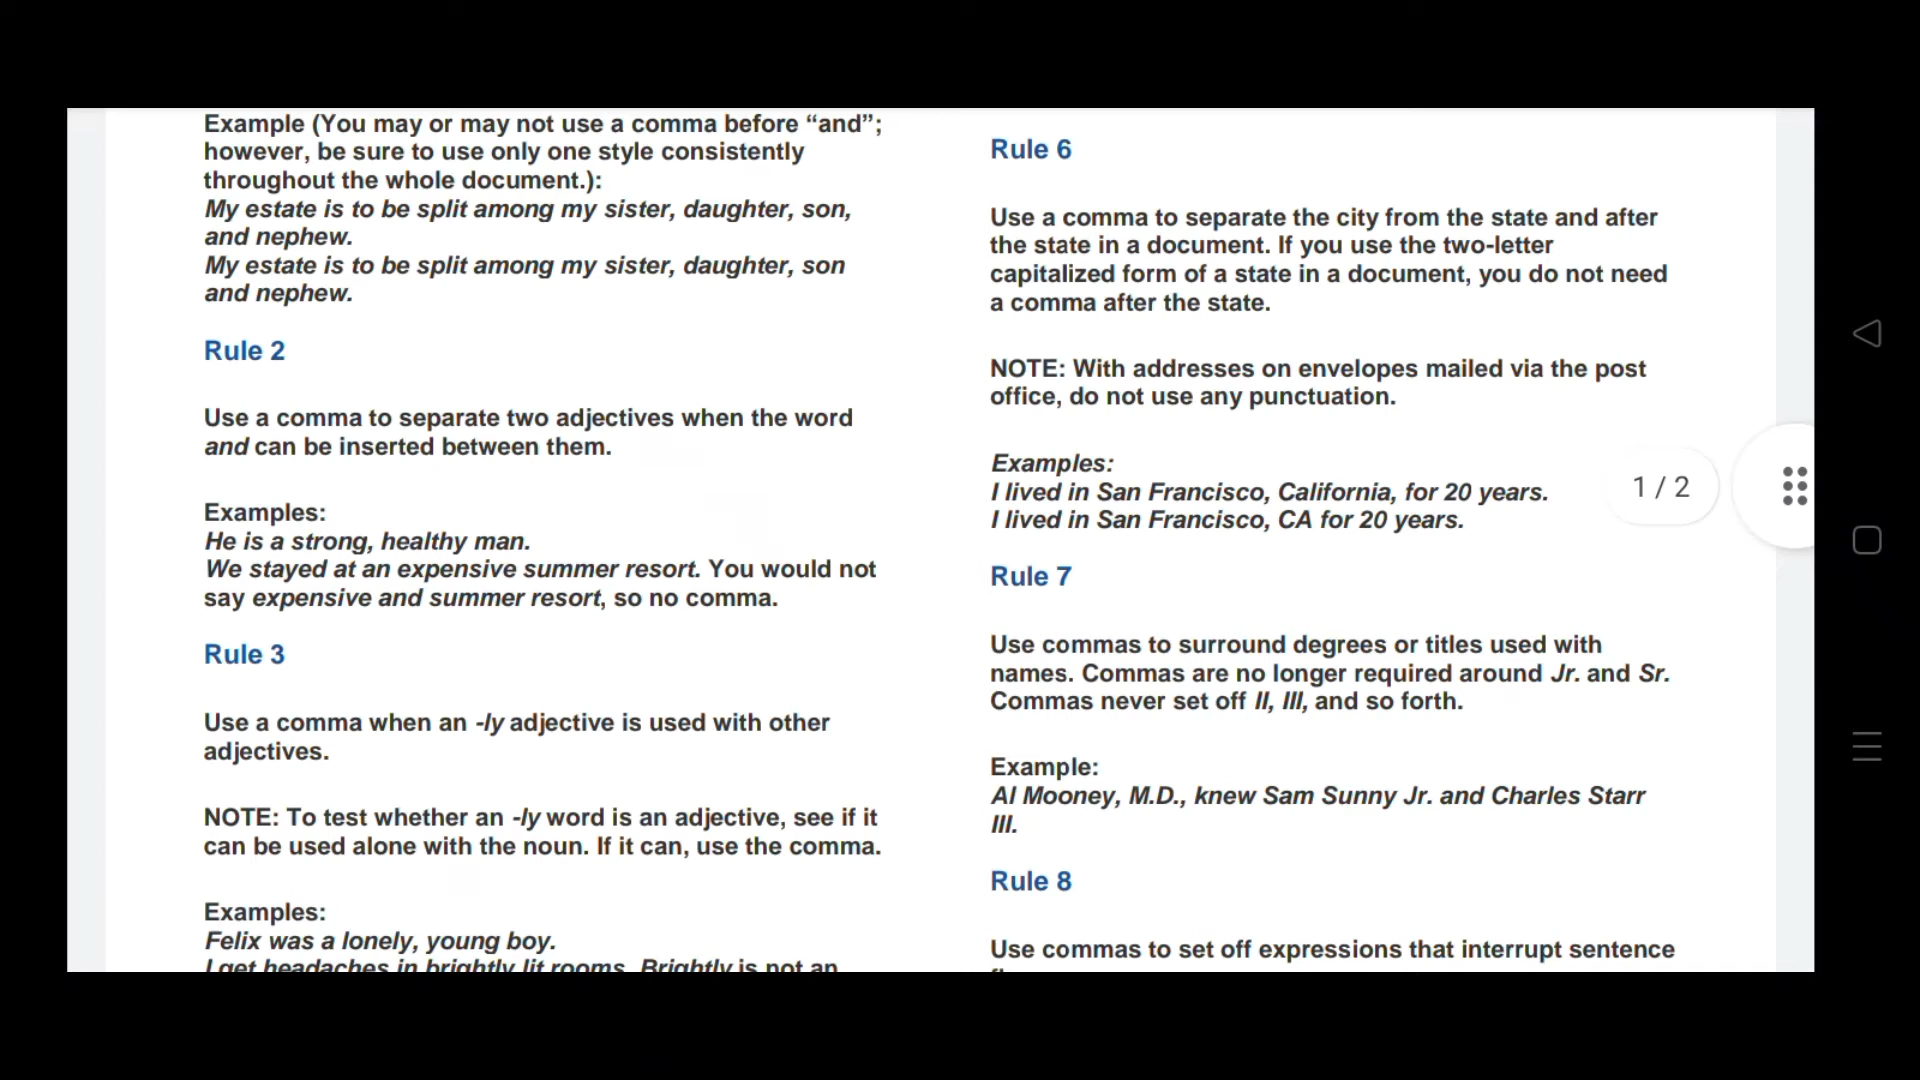 Example (You may or may not use a comma before “and”;
however, be sure to use only one style consistently
throughout the whole document.):
My estate is to be split among my sister, daughter, son,
and nephew.
My estate is to be split among my sister, daughter, son
and nephew.
Rule 2
Use a comma to separate two adjectives when the word
and can be inserted between them.
Examples:
He is a strong, healthy man.
We stayed at an expensive summer resort. You would not
say expensive and summer resort, so no comma.
Rule 3
Use a comma when an -ly adjective is used with other
adjectives.
NOTE: To test whether an -ly word is an adjective, see if it
can be used alone with the noun. If it can, use the comma.
Examples:
Felix was a lonely, young boy.
I get headaches in brightly lit rooms. Brightly is not an
Rule 6
Use a comma to separate the city from the state and after
the state in a document. If you use the two-letter
capitalized form of a state in a document, you do not need
a comma after the state.
NOTE: With addresses on envelopes mailed via the post
office, do not use any punctuation.
Examples:
I lived in San Francisco, California, for 20 years.
I lived in San Francisco, CA for 20 years.
Rule 7
Use commas to surround degrees or titles used with
names. Commas are no longer required around Jr. and Sr.
Commas never set off II, III, and so forth.
Example:
Al Mooney, M.D., knew Sam Sunny Jr. and Charles Starr
III.
Rule 8
Use commas to set off expressions that interrupt sentence
1 / 2